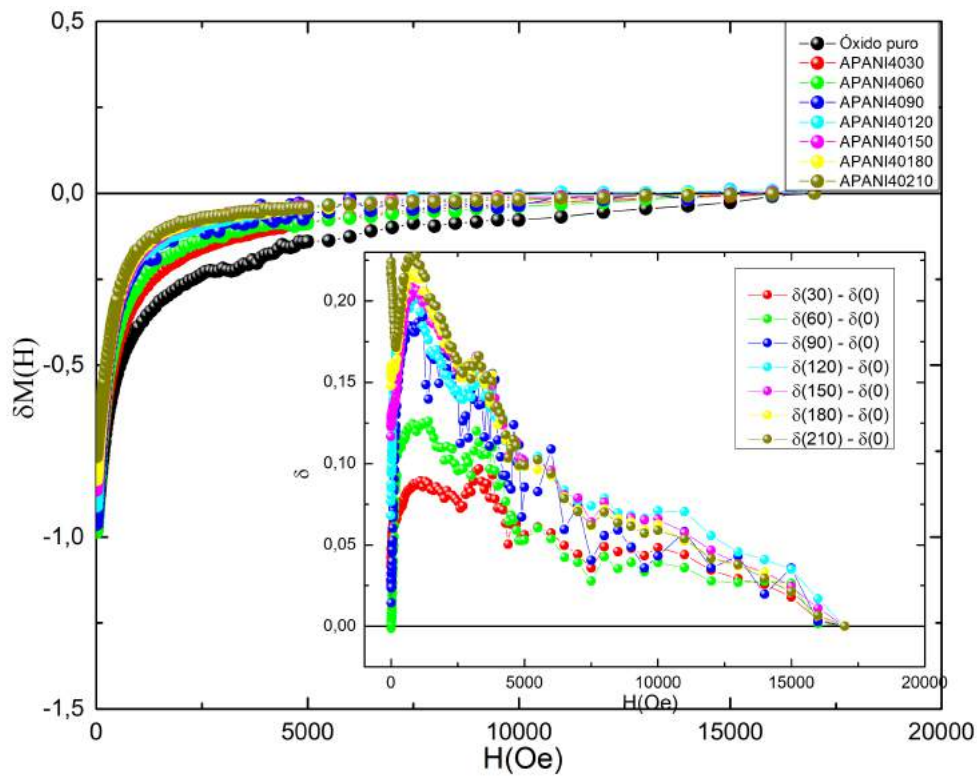 0,5
0,0
-0,5
-1,0
-1,5
δM(H)
0
5000
10000
15000
20000
H(Oe)
Óxido puro
APANI4030
APANI4060
APANI4090
APANI40120
APANI40150
APANI40180
APANI40210
0,20
0,15
0,10
0,05
0,00
δ
0
5000
10000
15000
20000
H(Oe)
δ(30) - δ(0)
δ(60) - δ(0)
δ(90) - δ(0)
δ(120) - δ(0)
δ(150) - δ(0)
δ(180) - δ(0)
δ(210) - δ(0)